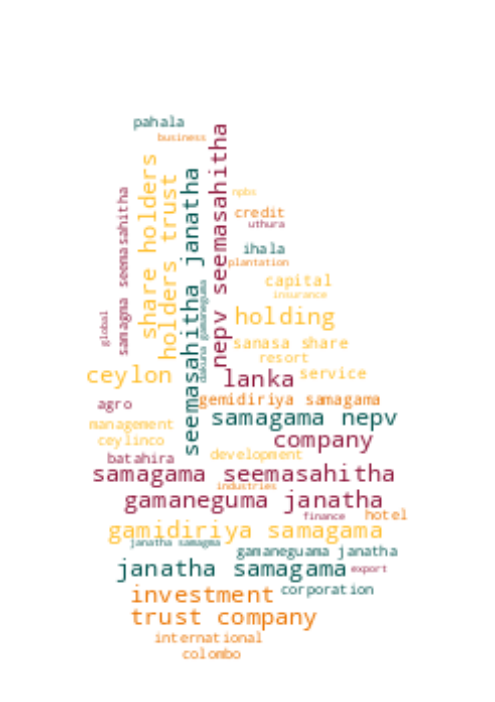 pahala
business
nepv seemasahitha
share holders
seemasahitha janatha
holders trust
samagma seemasahitha
npbs
credit
uthura
ihala
plantation
capital
insurance
dakuna gamaneguma
global
holding
sanasa share
resort
ceylon
lanka
service
agro
gemidiriya samagama
samagama nepv
management
company
ceylinco
batahira
development
samagama seemasahitha
industries
gamaneguma janatha
finance
hotel
gamidiriya samagama
janatha samagma
gamaneguama janatha
janatha samagama
export
investment
corporation
trust company
international
colombo